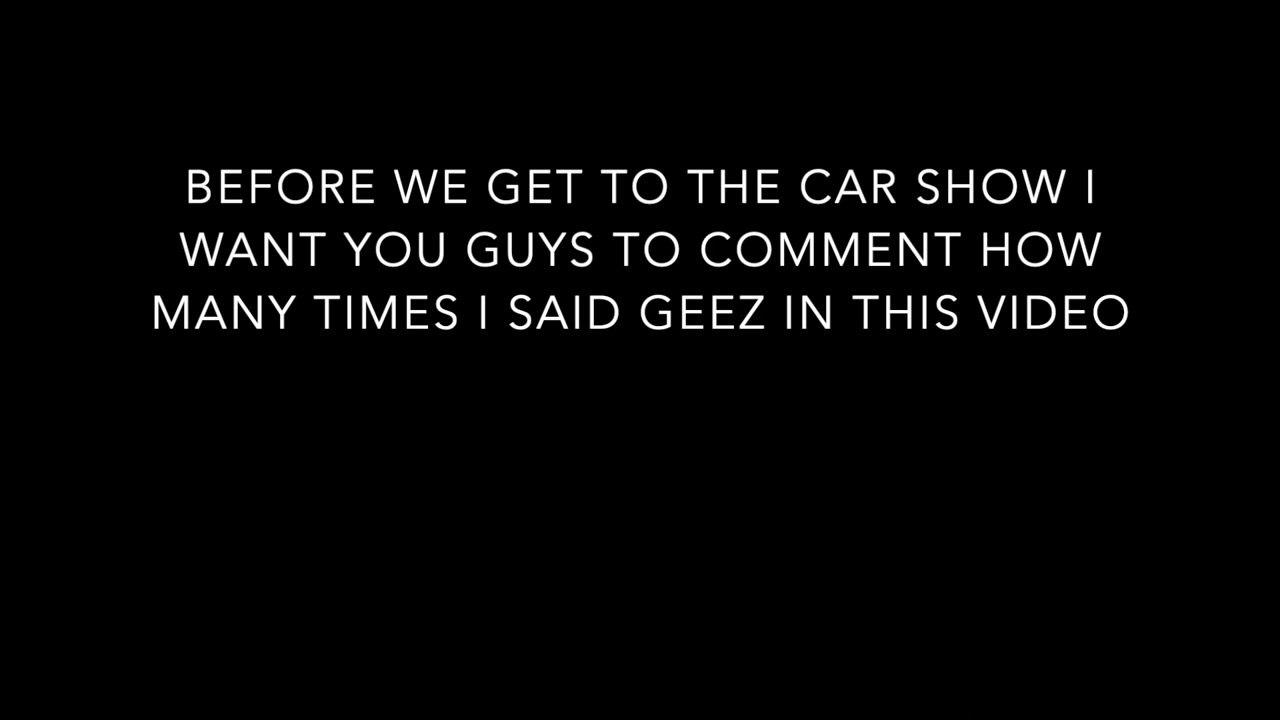 BEFORE WE GET TO THE CAR SHOW I
WANT YOU GUYS TO COMMENT HOW
MANY TIMES I SAID GEEZ IN THIS VIDEO